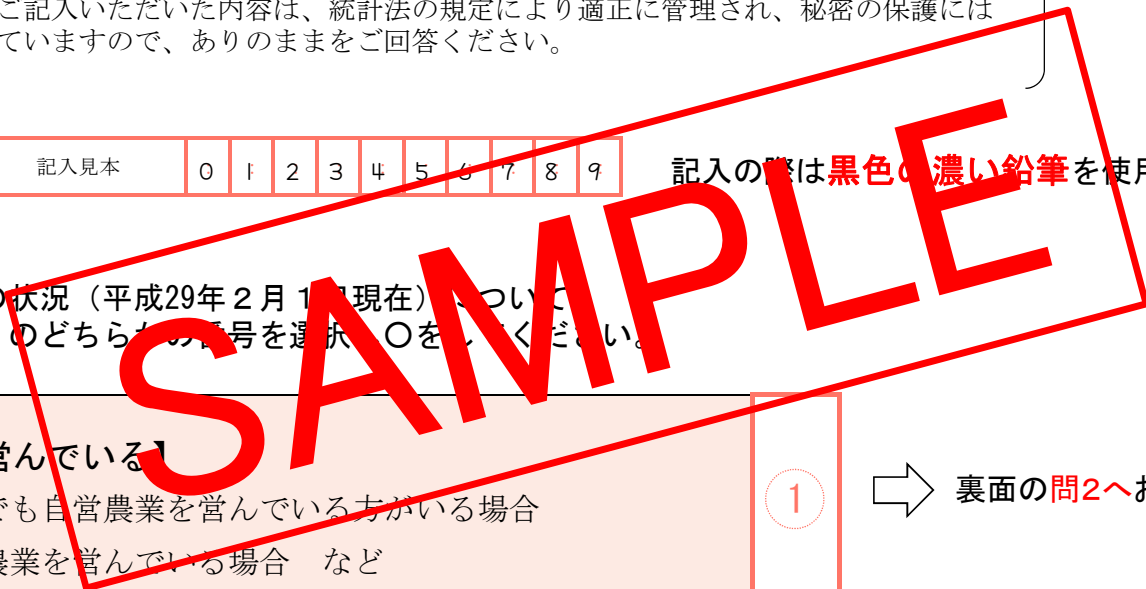 ご記入いただいた内容は、統計法の規定により適正に管理され、秘密の保護には
ていますので、ありのままをご回答ください。
記入見本 0 1 2 3 4 5 6 7 8 9 記入の際は黒色の濃い鉛筆を使用
の状況（平成29年２月１日現在）について
のどちらかの番号を選択し〇をしてください。
SAMPLE
営んでいる】
でも自営農業を営んでいる方がいる場合
1 裏面の問2へお
農業を営んでいる場合　など